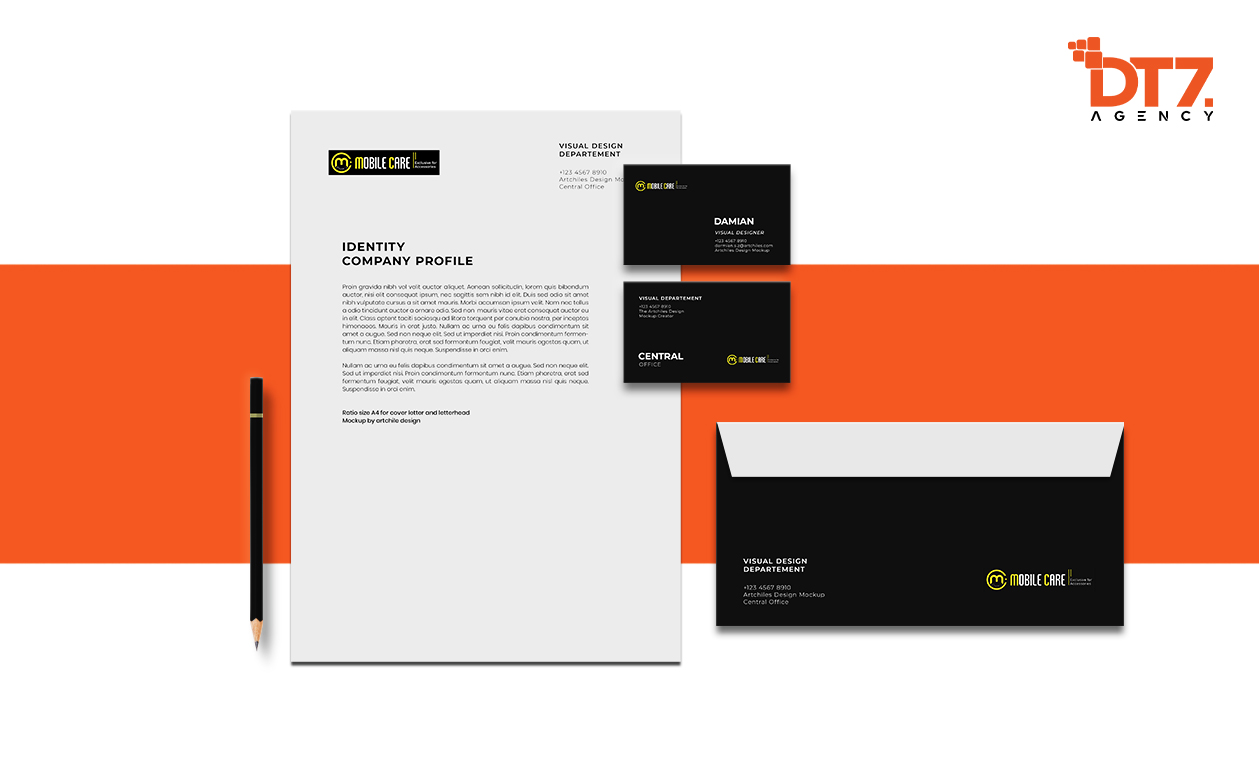 DT7.
AGENCY
m MOBILE CARE Exclusive for
Accessories
VISUAL DESIGN
DEPARTEMENT
+123 4567 8910
Artchiles Design Mo
Central Office
IDENTITY
COMPANY PROFILE
Proin gravida nibh vol velit auctor aliquet. Aenean sollicitudin, lorem quis bibendum
auctor, nisi elit consequat ipsum, nec sagittis sem nibh id elit. Duis sed odio sit amet
nibh vulputate cursus a sit amet mauris. Morbi accumsan ipsum velit. Nam nec tellus
a odio tincidunt auctor a ornare odio. Sed non mauris vitae erat consequat auctor eu
in elit. Class aptent taciti sociosqu ad litora torquent per conubia nostra, per inceptos
himenaeos. Mauris in erat justo. Nullam ac urna eu felis dapibus condimentum sit
amet a augue. Sed non neque elit. Sed ut imperdiet nisi. Proin condimentum fermen-
tum nunc. Etiam pharetra, erat sed fermentum feugiat, velit mauris egestas quam, ut
aliquam massa nisl quis neque. Suspendisse in orci enim.
Nullam ac urna eu felis dapibus condimentum sit amet a augue. Sed non neque elit.
Sed ut imperdiet nisi. Proin condimentum fermentum nunc. Etiam pharetra, erat sed
fermentum feugiat, velit mauris egestas quam, ut aliquam massa nisl quis neque.
Suspendisse in orci enim.
Ratio size A4 for cover letter and letterhead
Mockup by artchile design
m MOBILE CARE
DAMIAN
VISUAL DESIGNER
+123 4567 8910
Artchiles Design Mockup
VISUAL DEPARTEMENT
+123 4567 8910
The Artchiles Design
Mockup Creator
CENTRAL
OFFICE
m MOBILE CARE
VISUAL DESIGN
DEPARTEMENT
+123 4567 8910
Artchiles Design Mockup
Central Office
m MOBILE CARE Exclusive for
Accessories